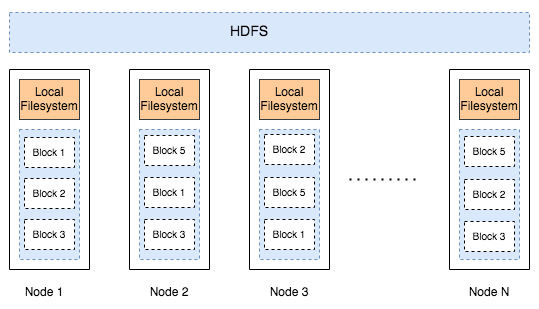 HDFS
Local
Filesystem
Block 1
Block 2
Block 3
Node 1
Local
Filesystem
Block 5
Block 1
Block 3
Node 2
Local
Filesystem
Block 2
Block 5
Block 1
Node 3
.........
Local
Filesystem
Block 5
Block 2
Block 3
Node N